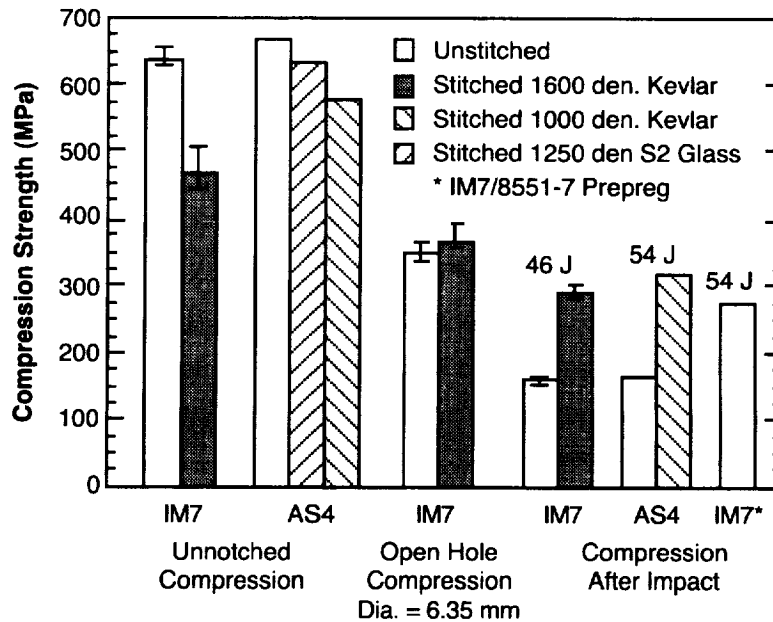 Compression Strength (MPa)
700
600
500
400
300
200
100
0
Unstitched
Stitched 1600 den. Kevlar
Stitched 1000 den. Kevlar
Stitched 1250 den S2 Glass
* IM7/8551-7 Prepreg
46 J
54 J
54 J
IM7
AS4
IM7
IM7
AS4
IM7*
Unnotched
Compression
Open Hole
Compression
Dia. = 6.35 mm
Compression
After Impact